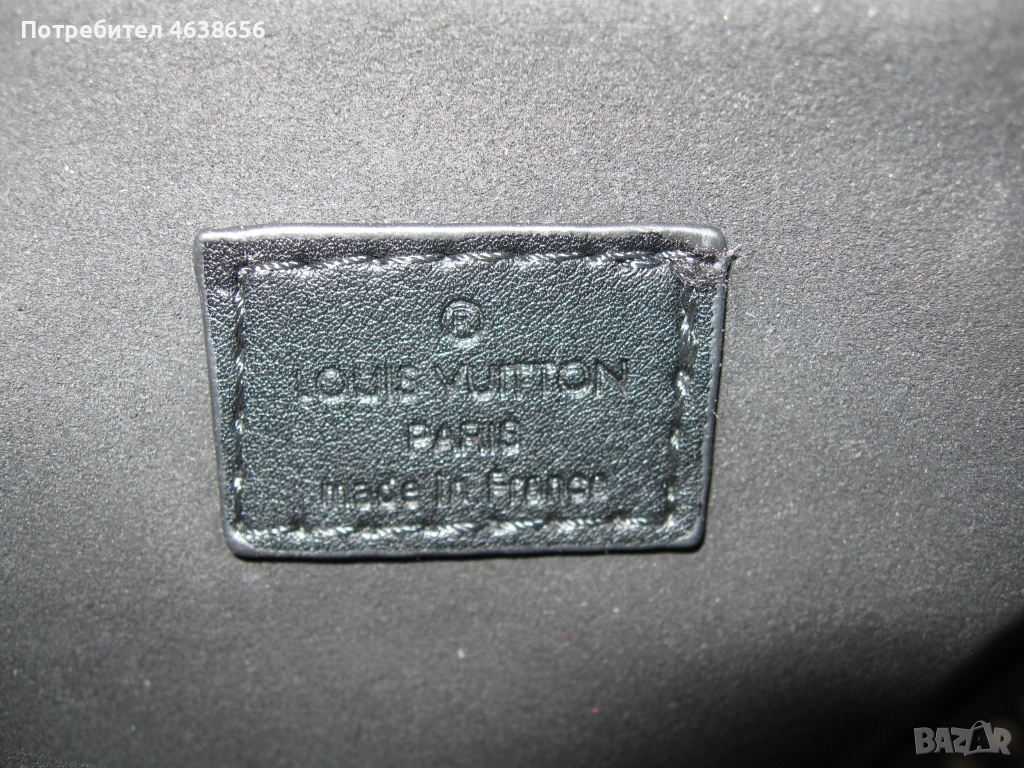 Потребител 4638656
®
LOUIS VUITTON
PARIS
made in France
BAZAR